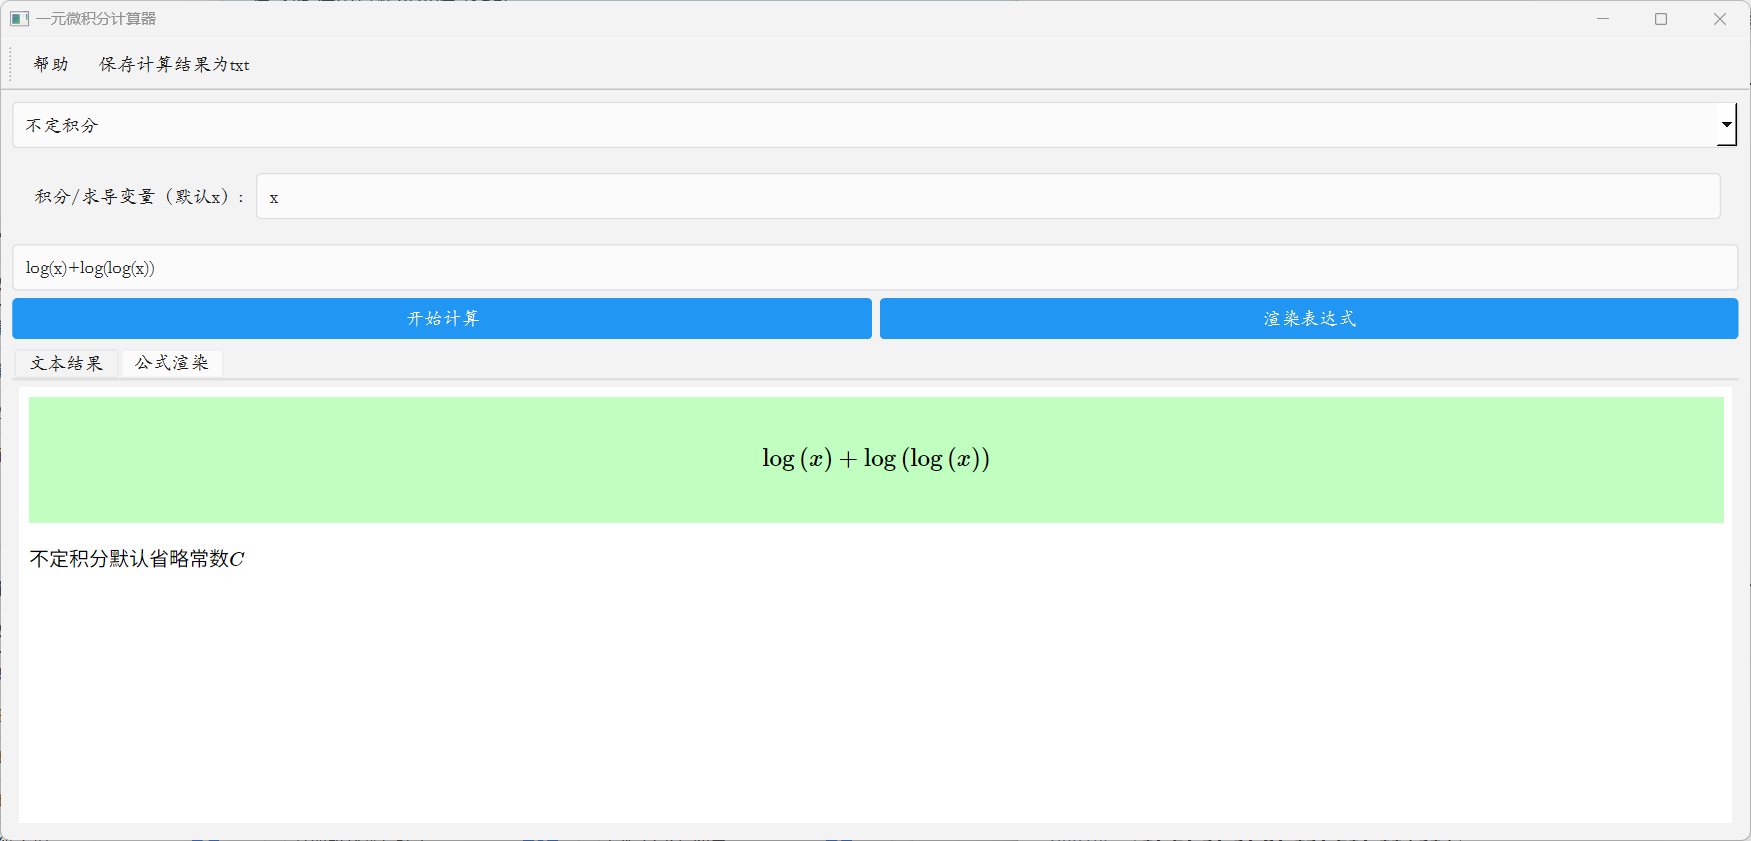 一元微积分计算器
帮助 保存计算结果为txt
不定积分
积分/求导变量（默认x）: x
log(x)+log(log(x))
开始计算 渲染表达式
文本结果 公式渲染
log (x) + log (log (x))
不定积分默认省略常数C